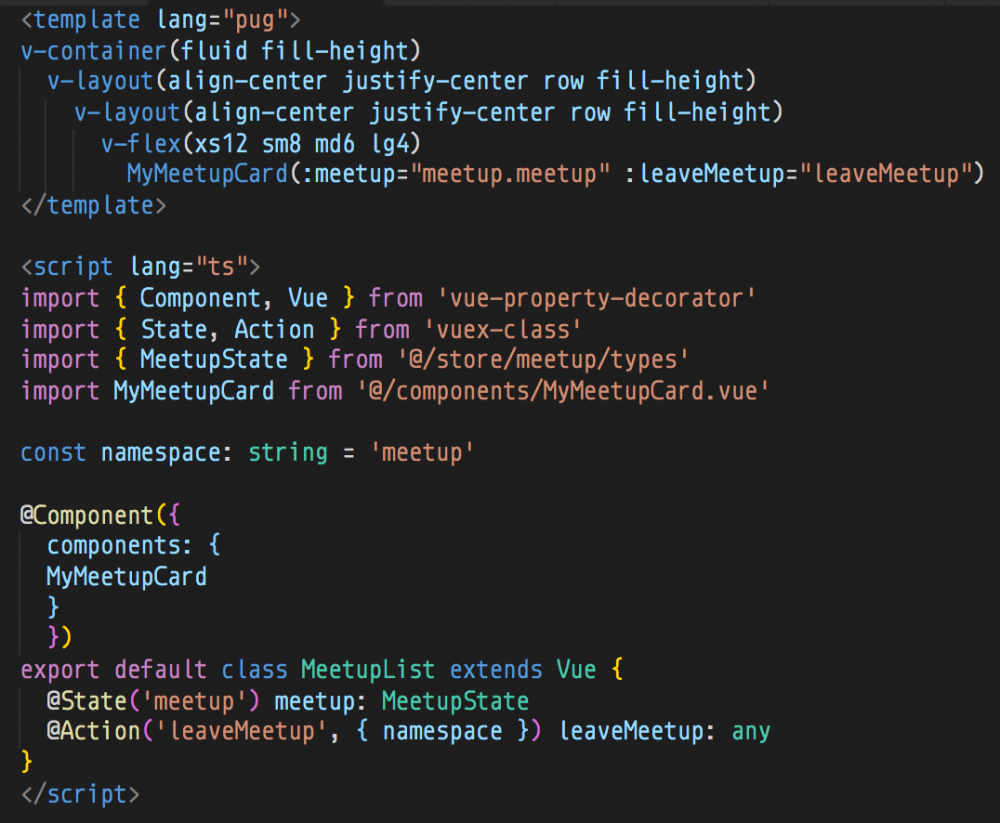 <template lang="pug">
v-container(fluid fill-height)
  v-layout(align-center justify-center row fill-height)
    v-layout(align-center justify-center row fill-height)
      v-flex(xs12 sm8 md6 lg4)
        MyMeetupCard(:meetup="meetup.meetup" :leaveMeetup="leaveMeetup")
</template>

<script lang="ts">
import { Component, Vue } from 'vue-property-decorator'
import { State, Action } from 'vuex-class'
import { MeetupState } from '@/store/meetup/types'
import MyMeetupCard from '@/components/MyMeetupCard.vue'

const namespace: string = 'meetup'

@Component({
  components: {
  MyMeetupCard
  }
  })
export default class MeetupList extends Vue {
  @State('meetup') meetup: MeetupState
  @Action('leaveMeetup', { namespace }) leaveMeetup: any
}
</script>